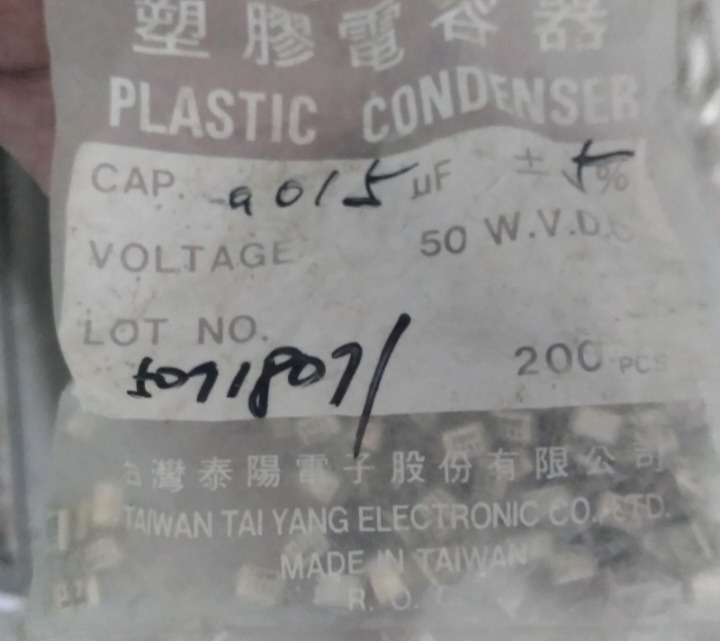 塑膠電容器
PLASTIC CONDENSER
CAP. .0015 µF ± 5%
VOLTAGE 50 W.V.D.C
LOT NO.
200 PCS
台灣泰陽電子股份有限公司
TAIWAN TAI YANG ELECTRONIC CO., LTD.
MADE IN TAIWAN
R. O. C.